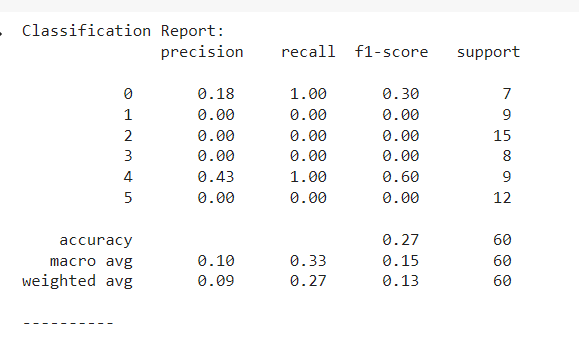 Classification Report:
precision recall f1-score support
0 0.18 1.00 0.30 7
1 0.00 0.00 0.00 9
2 0.00 0.00 0.00 15
3 0.00 0.00 0.00 8
4 0.43 1.00 0.60 9
5 0.00 0.00 0.00 12
accuracy 0.27 60
macro avg 0.10 0.33 0.15 60
weighted avg 0.09 0.27 0.13 60
----------